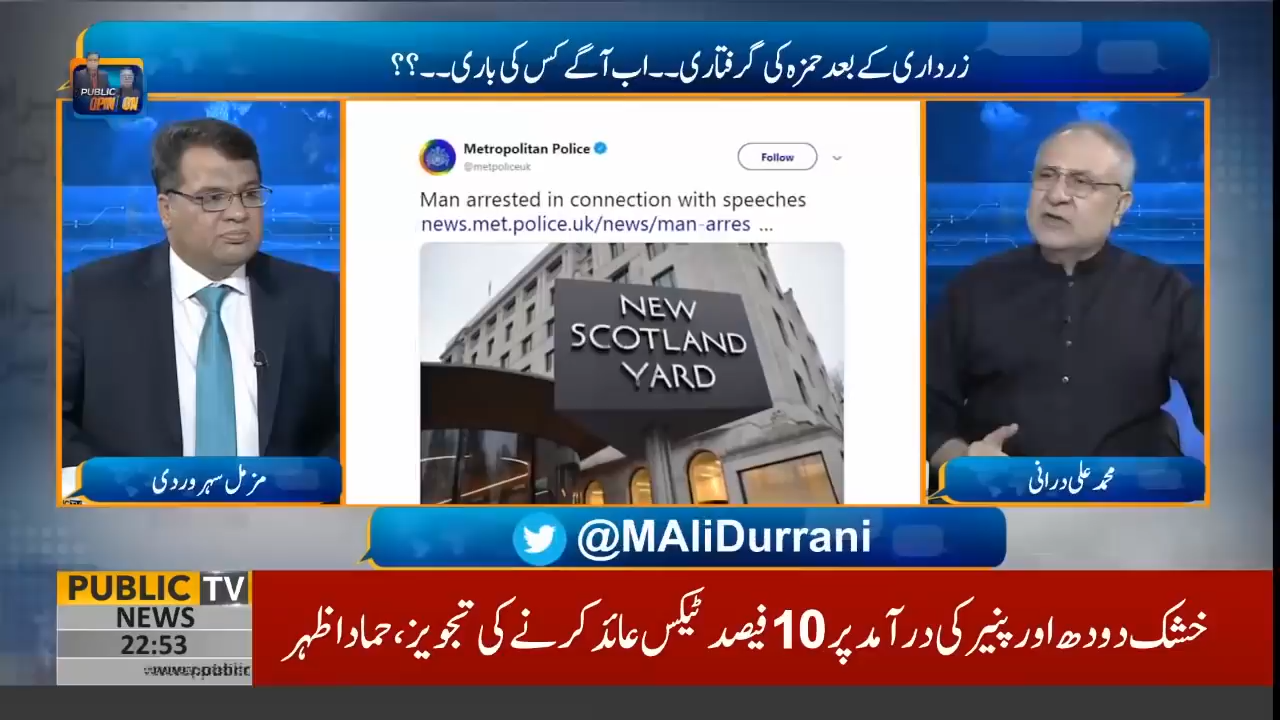 زرداری کے بعد حمزہ کی گرفتاری۔۔اب آگے کس کی باری۔۔؟؟
PUBLIC
OPINION
Metropolitan Police
@metpoliceuk
Follow
Man arrested in connection with speeches
news.met.police.uk/news/man-arres ...
NEW
SCOTLAND
YARD
مزمل سہروردی
محمد علی درانی
@MAliDurrani
PUBLIC TV
NEWS
22:53
www.public
خشک دودھ اور پنیر کی درآمد پر 10 فیصد ٹیکس عائد کرنے کی تجویز، حماد اظہر